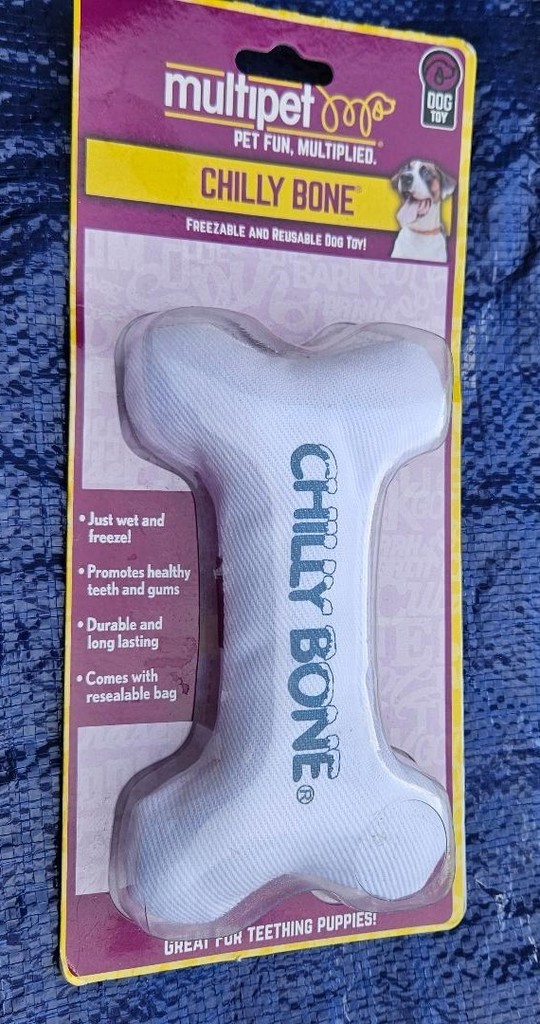 multipet®
PET FUN, MULTIPLIED.
DOG
TOY
CHILLY BONE®
FREEZABLE AND REUSABLE DOG TOY!
CHILLY BONE®
• Just wet and
freeze!
• Promotes healthy
teeth and gums
• Durable and
long lasting
• Comes with
resealable bag
GREAT FOR TEETHING PUPPIES!